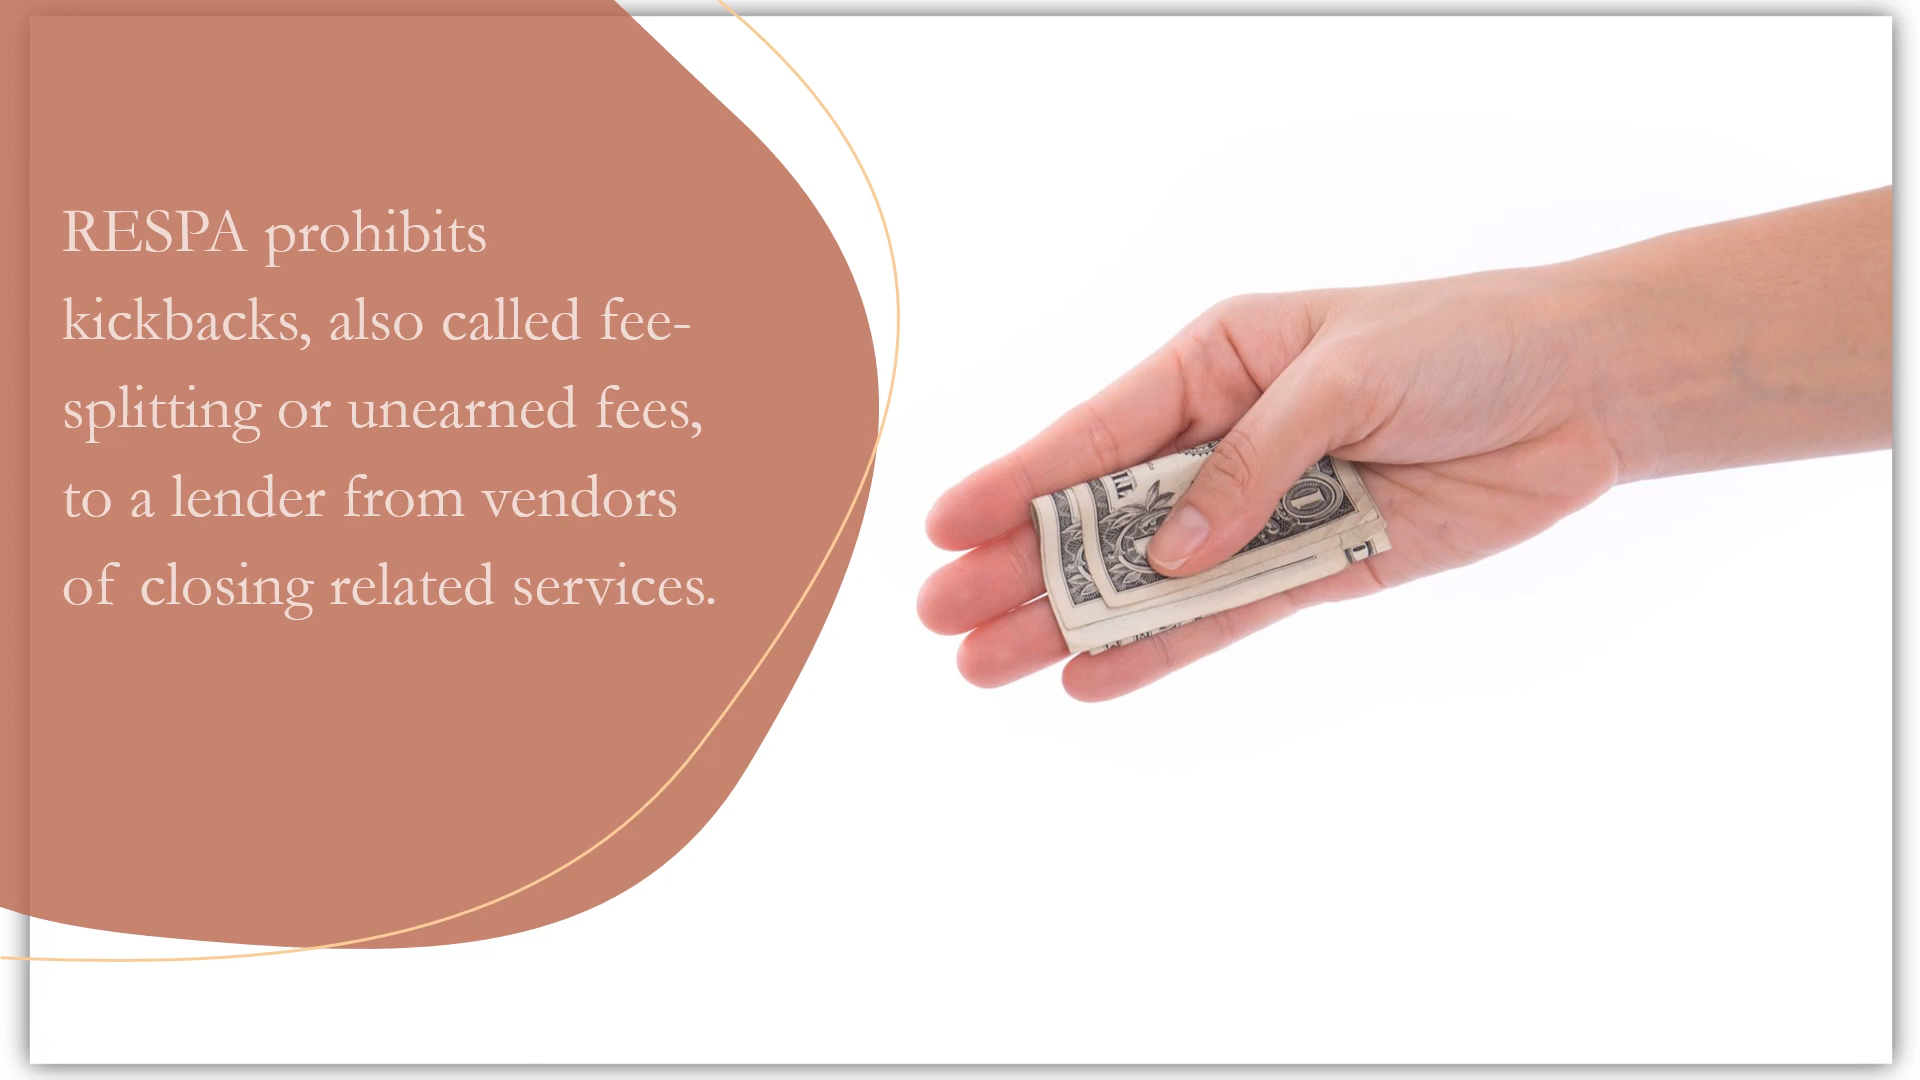 RESPA prohibits
kickbacks, also called fee-
splitting or unearned fees,
to a lender from vendors
of closing related services.